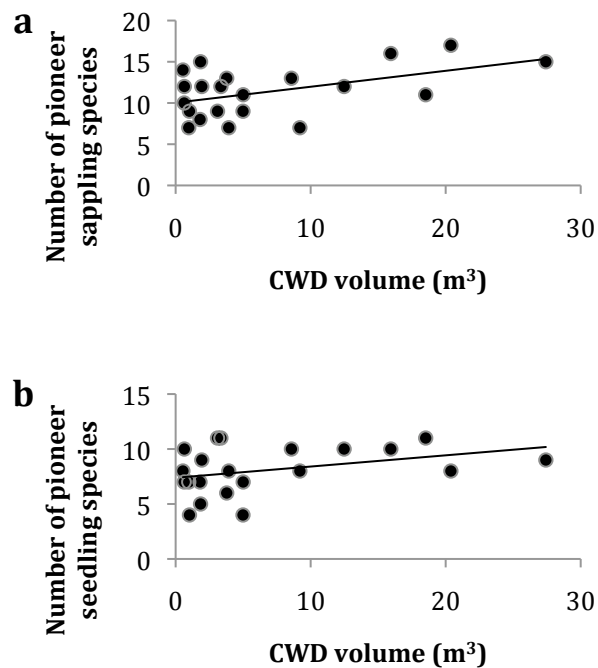 a
Number of pioneer
sappling species
20
15
10
5
0
0 10 20 30
CWD volume (m³)
b
Number of pioneer
seedling species
15
10
5
0
0 10 20 30
CWD volume (m³)